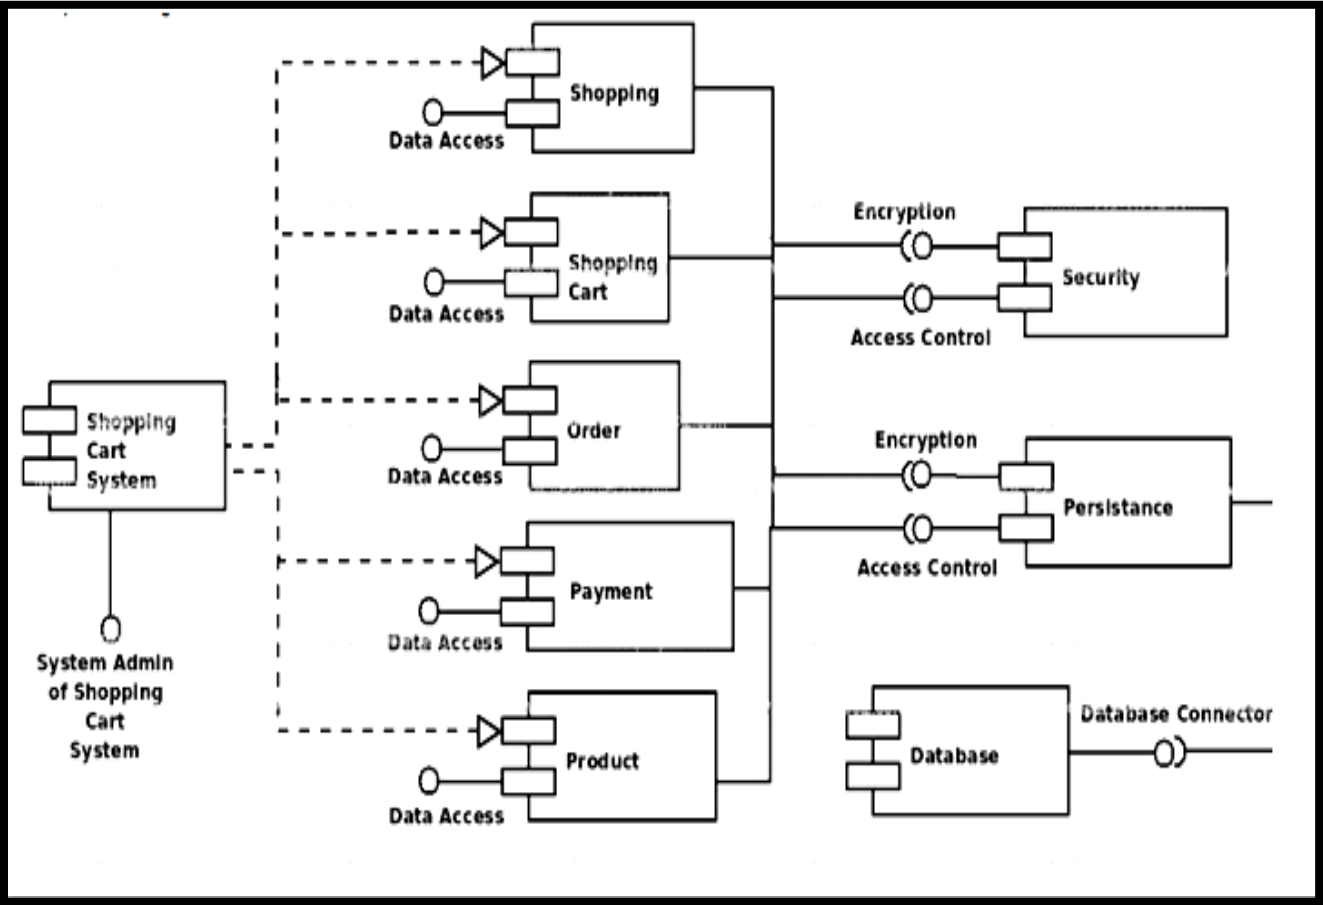 Shopping
Data Access
Shopping
Cart
Data Access
Encryption
Security
Access Control
Order
Data Access
Shopping
Cart
System
System Admin
of Shopping
Cart
System
Encryption
Persistance
Access Control
Payment
Data Access
Product
Data Access
Database Connector
Database